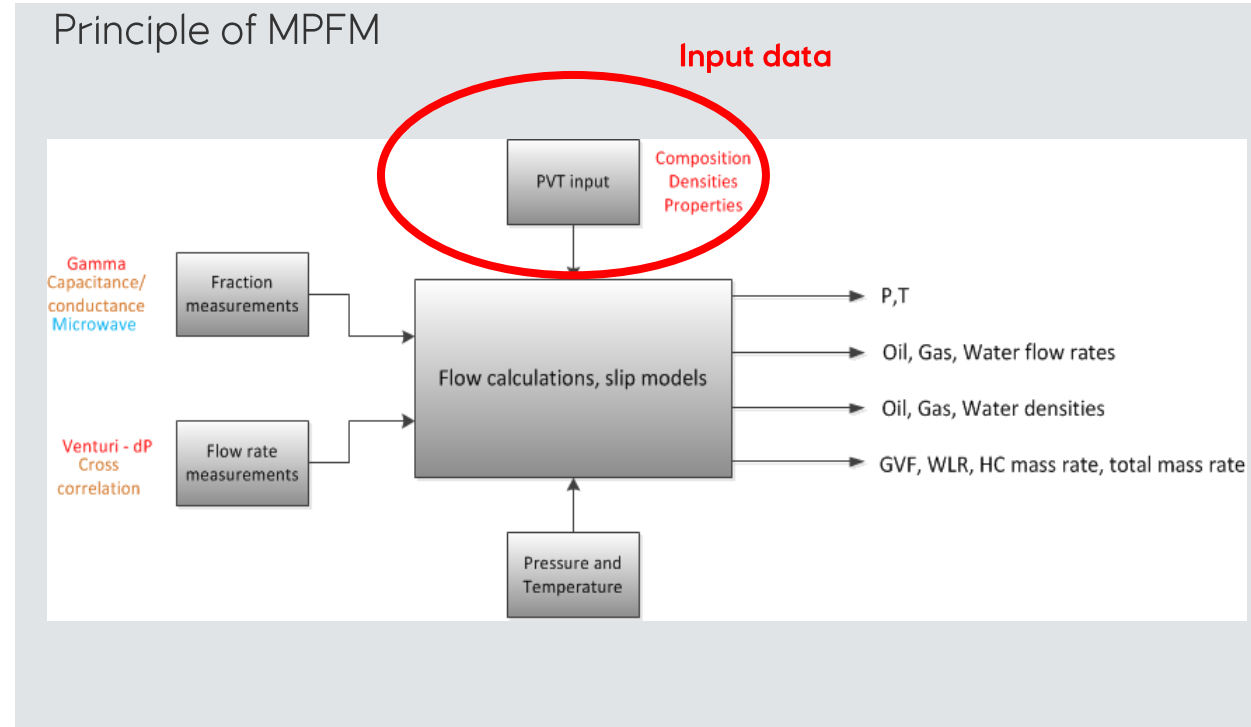 Principle of MPFM
Input data
PVT input
Composition
Densities
Properties
Gamma
Capacitance/
conductance
Microwave
Fraction
measurements
Flow calculations, slip models
P,T
Oil, Gas, Water flow rates
Oil, Gas, Water densities
GVF, WLR, HC mass rate, total mass rate
Venturi - dP
Cross
correlation
Flow rate
measurements
Pressure and
Temperature